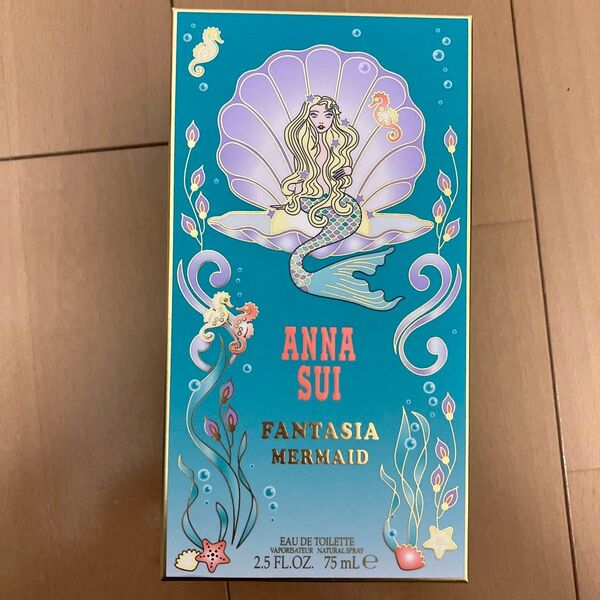 ANNA
SUI
FANTASIA
MERMAID
EAU DE TOILETTE
VAPORISATEUR NATURAL SPRAY
2.5 FL.OZ. 75 mL ℮